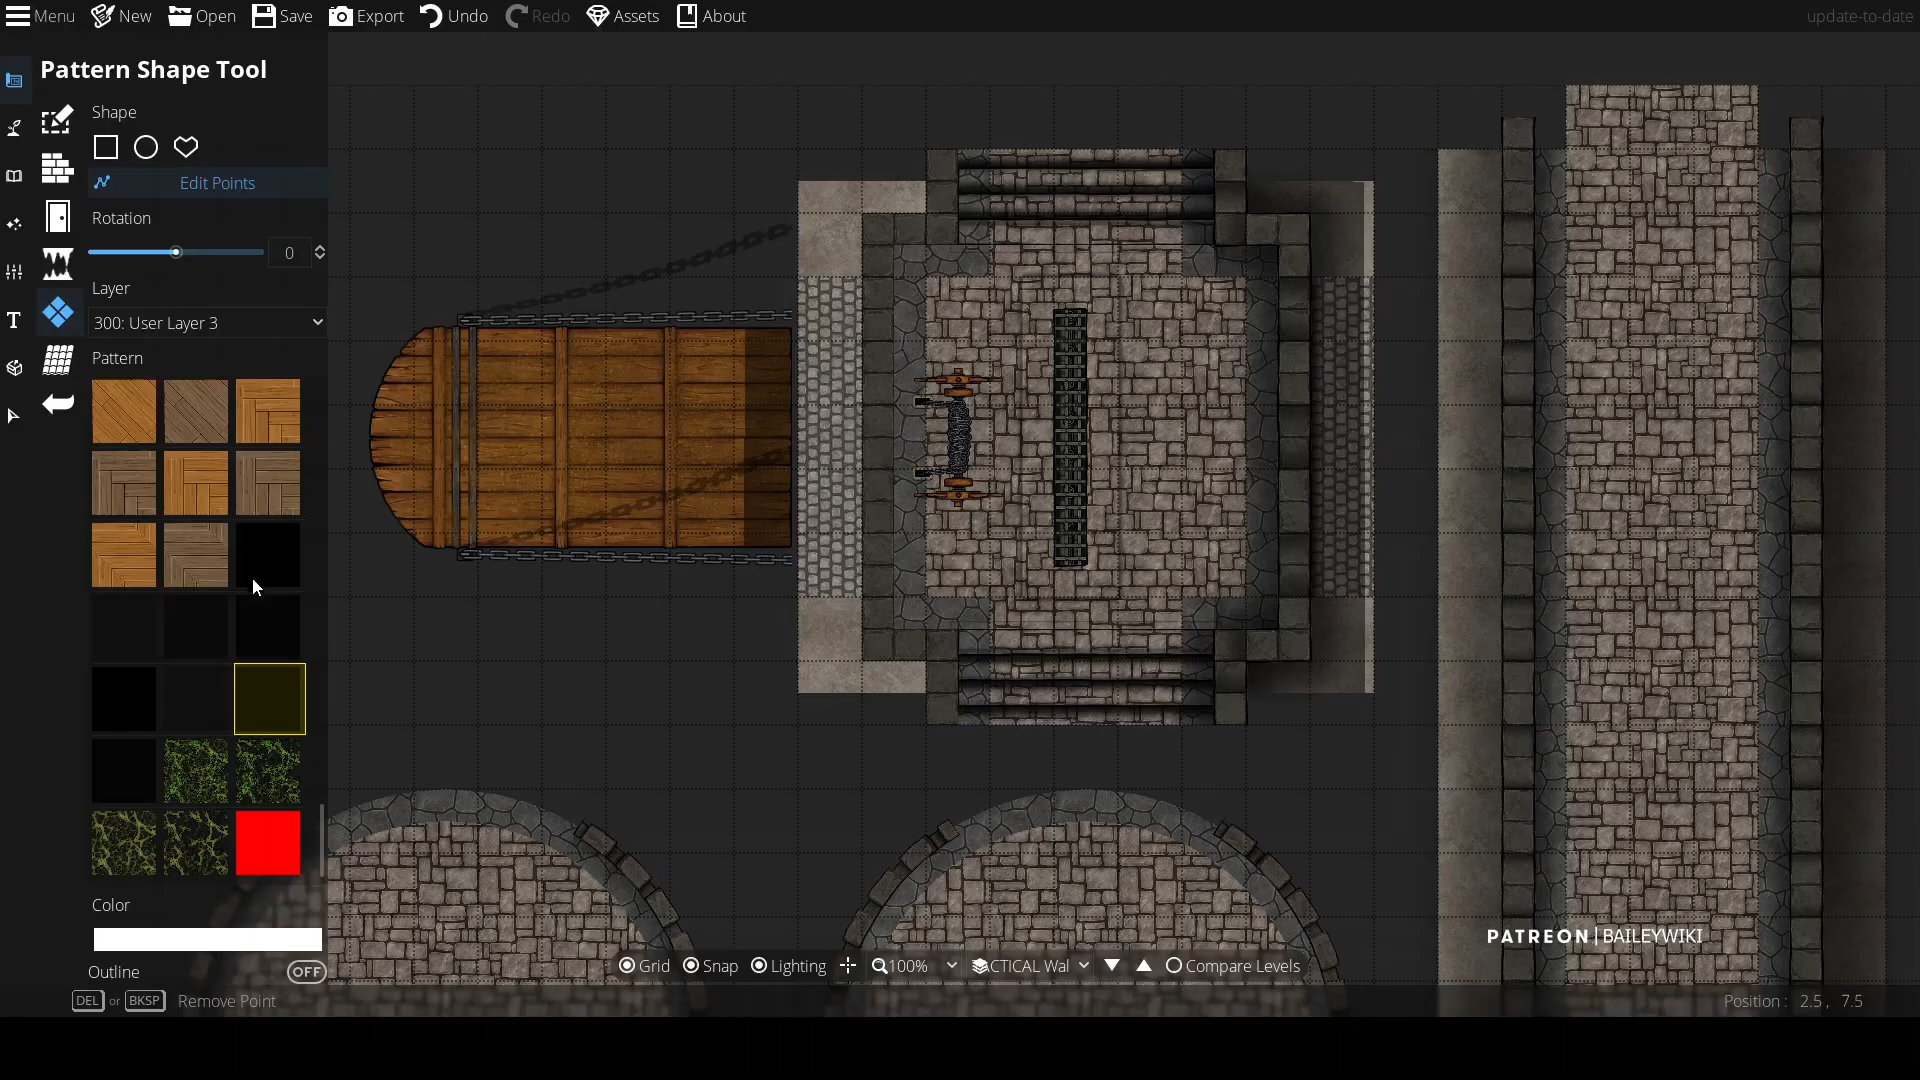 Menu New Open Save Export Undo Redo Assets About update-to-date
Pattern Shape Tool
Shape
Edit Points
Rotation
0
Layer
300: User Layer 3
Pattern
Color
Outline OFF
DEL or BKSP Remove Point
PATREON | BAILEYWIKI
Grid Snap Lighting 100% CTICAL Wal Compare Levels
Position : 2.5 , 7.5
T